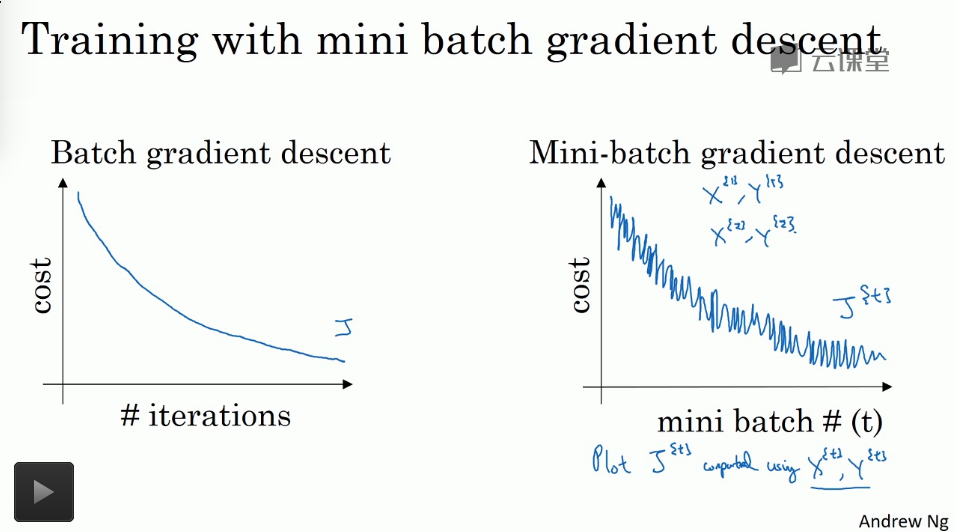 Training with mini batch gradient descent
云课堂
Batch gradient descent
cost
J
# iterations
Mini-batch gradient descent
X^{1}, Y^{1}
X^{2}, Y^{2}.
cost
J^{t}
mini batch # (t)
Plot J^{t} computed using X^{t}, Y^{t}
Andrew Ng